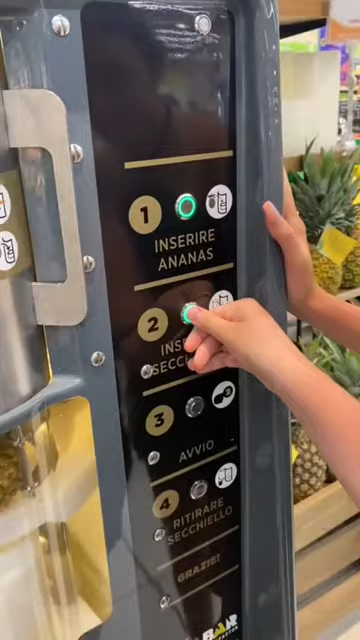 1
INSERIRE
ANANAS
2
3
AVVIO
4
RITIRARE
SECCHIELLO
GRAZIE!